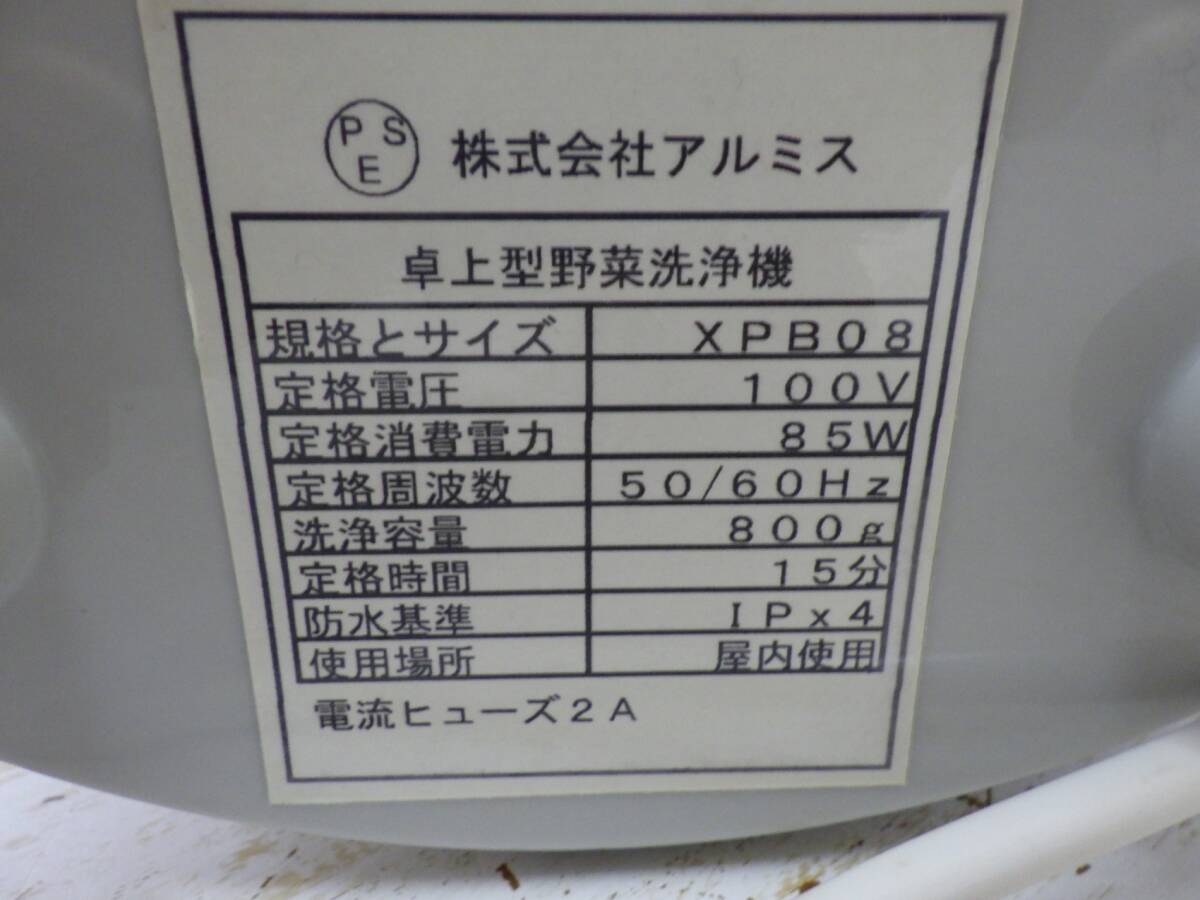 PSE 株式会社アルミス
卓上型野菜洗浄機
規格とサイズ XPB08
定格電圧 100V
定格消費電力 85W
定格周波数 50/60Hz
洗浄容量 800g
定格時間 15分
防水基準 IPx4
使用場所 屋内使用
電流ヒューズ2A